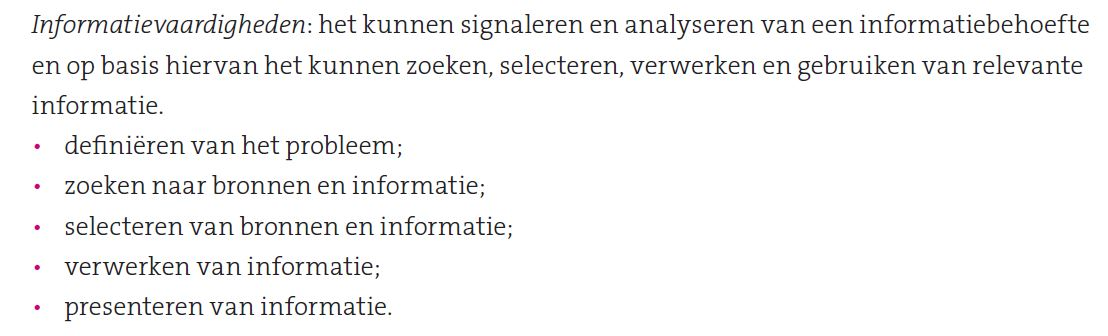 Informatievaardigheden: het kunnen signaleren en analyseren van een informatiebehoefte
en op basis hiervan het kunnen zoeken, selecteren, verwerken en gebruiken van relevante
informatie.
• definiëren van het probleem;
• zoeken naar bronnen en informatie;
• selecteren van bronnen en informatie;
• verwerken van informatie;
• presenteren van informatie.